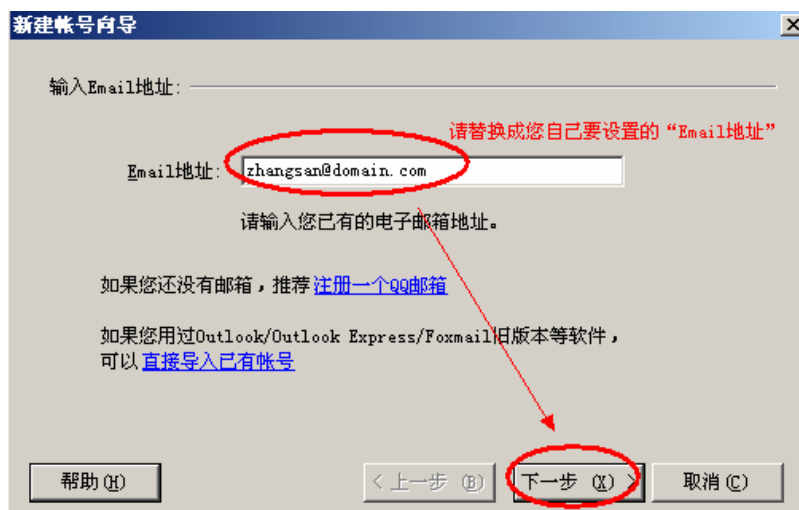 新建帐号向导
输入Email地址:
请替换成您自己要设置的“Email地址”
Email地址: zhangsan@domain.com
请输入您已有的电子邮箱地址。
如果您还没有邮箱，推荐 注册一个QQ邮箱
如果您用过Outlook/Outlook Express/Foxmail旧版本等软件，
可以 直接导入已有帐号
帮助(H) < 上一步 (B) 下一步 (X) > 取消(C)